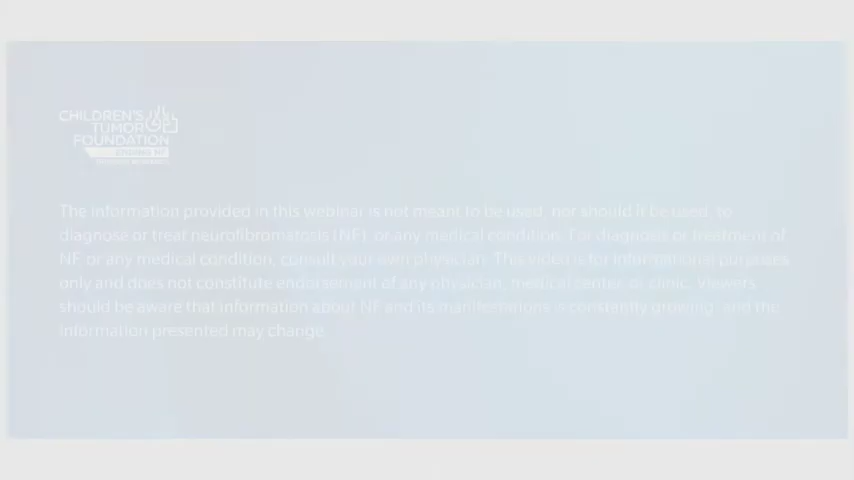 CHILDREN'S
TUMOR
FOUNDATION
ENDING NF
The information provided in this webinar is not meant to be used, nor should it be used, to
diagnose or treat neurofibromatosis (NF), or any medical condition. For diagnosis or treatment of
NF or any medical condition, consult your own physician. This video is for informational purposes
only and does not constitute endorsement of any physician, medical center, or clinic. Viewers
should be aware that information about NF and its manifestations is constantly growing, and the
information presented may change.